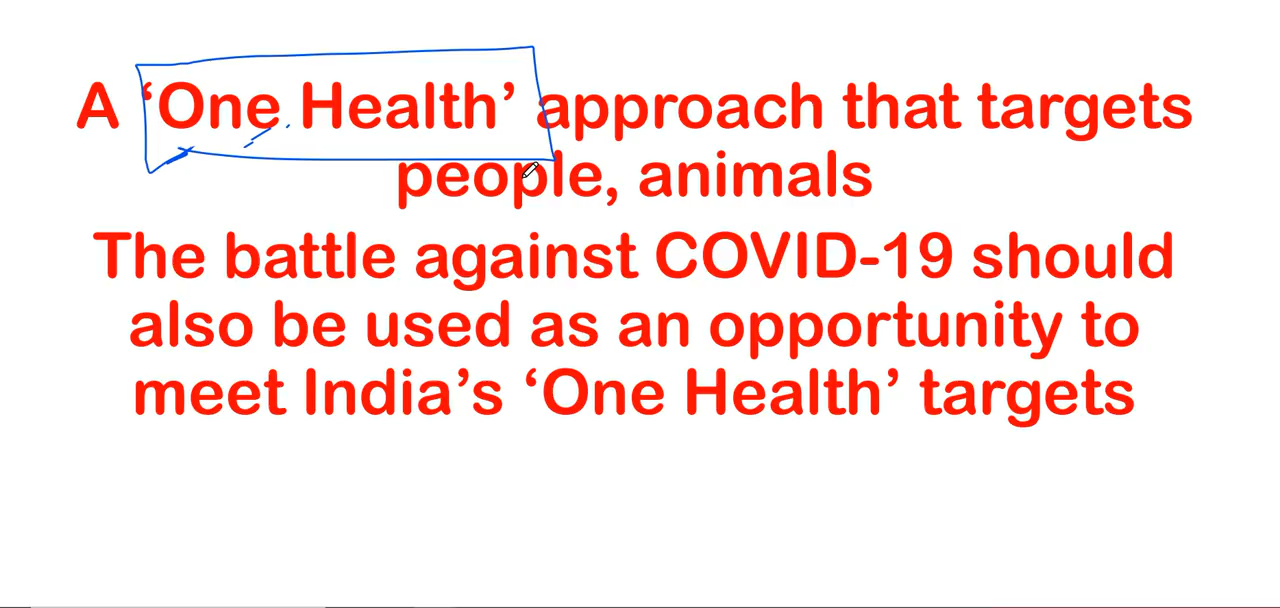 A ‘One Health’ approach that targets
people, animals
The battle against COVID-19 should
also be used as an opportunity to
meet India’s ‘One Health’ targets